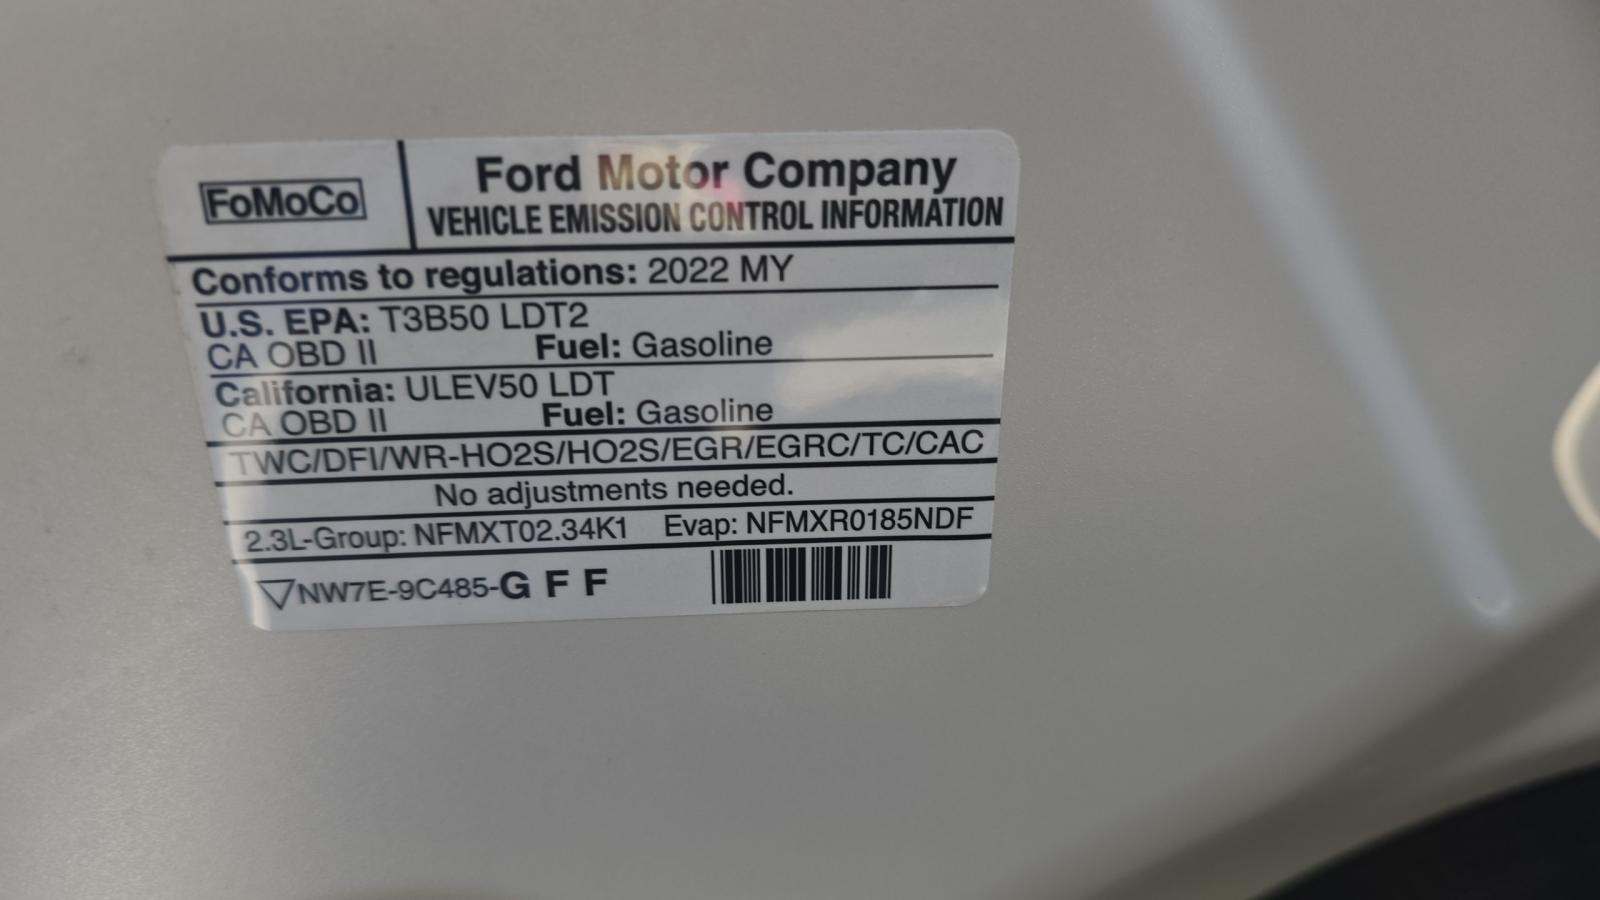 FoMoCo
Ford Motor Company
VEHICLE EMISSION CONTROL INFORMATION
Conforms to regulations: 2022 MY
U.S. EPA: T3B50 LDT2
CA OBD II Fuel: Gasoline
California: ULEV50 LDT
CA OBD II Fuel: Gasoline
TWC/DFI/WR-HO2S/HO2S/EGR/EGRC/TC/CAC
No adjustments needed.
2.3L-Group: NFMXT02.34K1 Evap: NFMXR0185NDF
NW7E-9C485-G F F